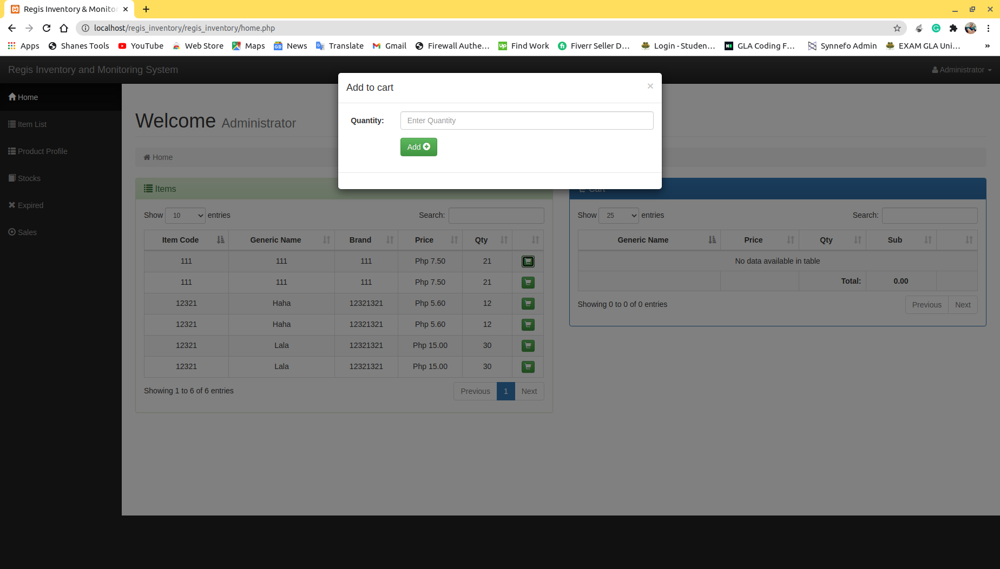 Regis Inventory & Monitor
localhost/regis_inventory/regis_inventory/home.php
Apps Shanes Tools YouTube Web Store Maps News Translate Gmail Firewall Authe… Find Work Fiverr Seller D… Login - Studen… GLA Coding F… Synnefo Admin EXAM GLA Uni… »
Regis Inventory and Monitoring System Administrator
Add to cart ×
Quantity: Enter Quantity
Add
Home
Item List
Product Profile
Stocks
Expired
Sales
Welcome Administrator
Home
Items
Show 10 entries Search:
Item Code Generic Name Brand Price Qty
111 111 111 Php 7.50 21
111 111 111 Php 7.50 21
12321 Haha 12321321 Php 5.60 12
12321 Haha 12321321 Php 5.60 12
12321 Lala 12321321 Php 15.00 30
12321 Lala 12321321 Php 15.00 30
Showing 1 to 6 of 6 entries Previous 1 Next
Cart
Show 25 entries Search:
Generic Name Price Qty Sub
No data available in table
Total: 0.00
Showing 0 to 0 of 0 entries Previous Next